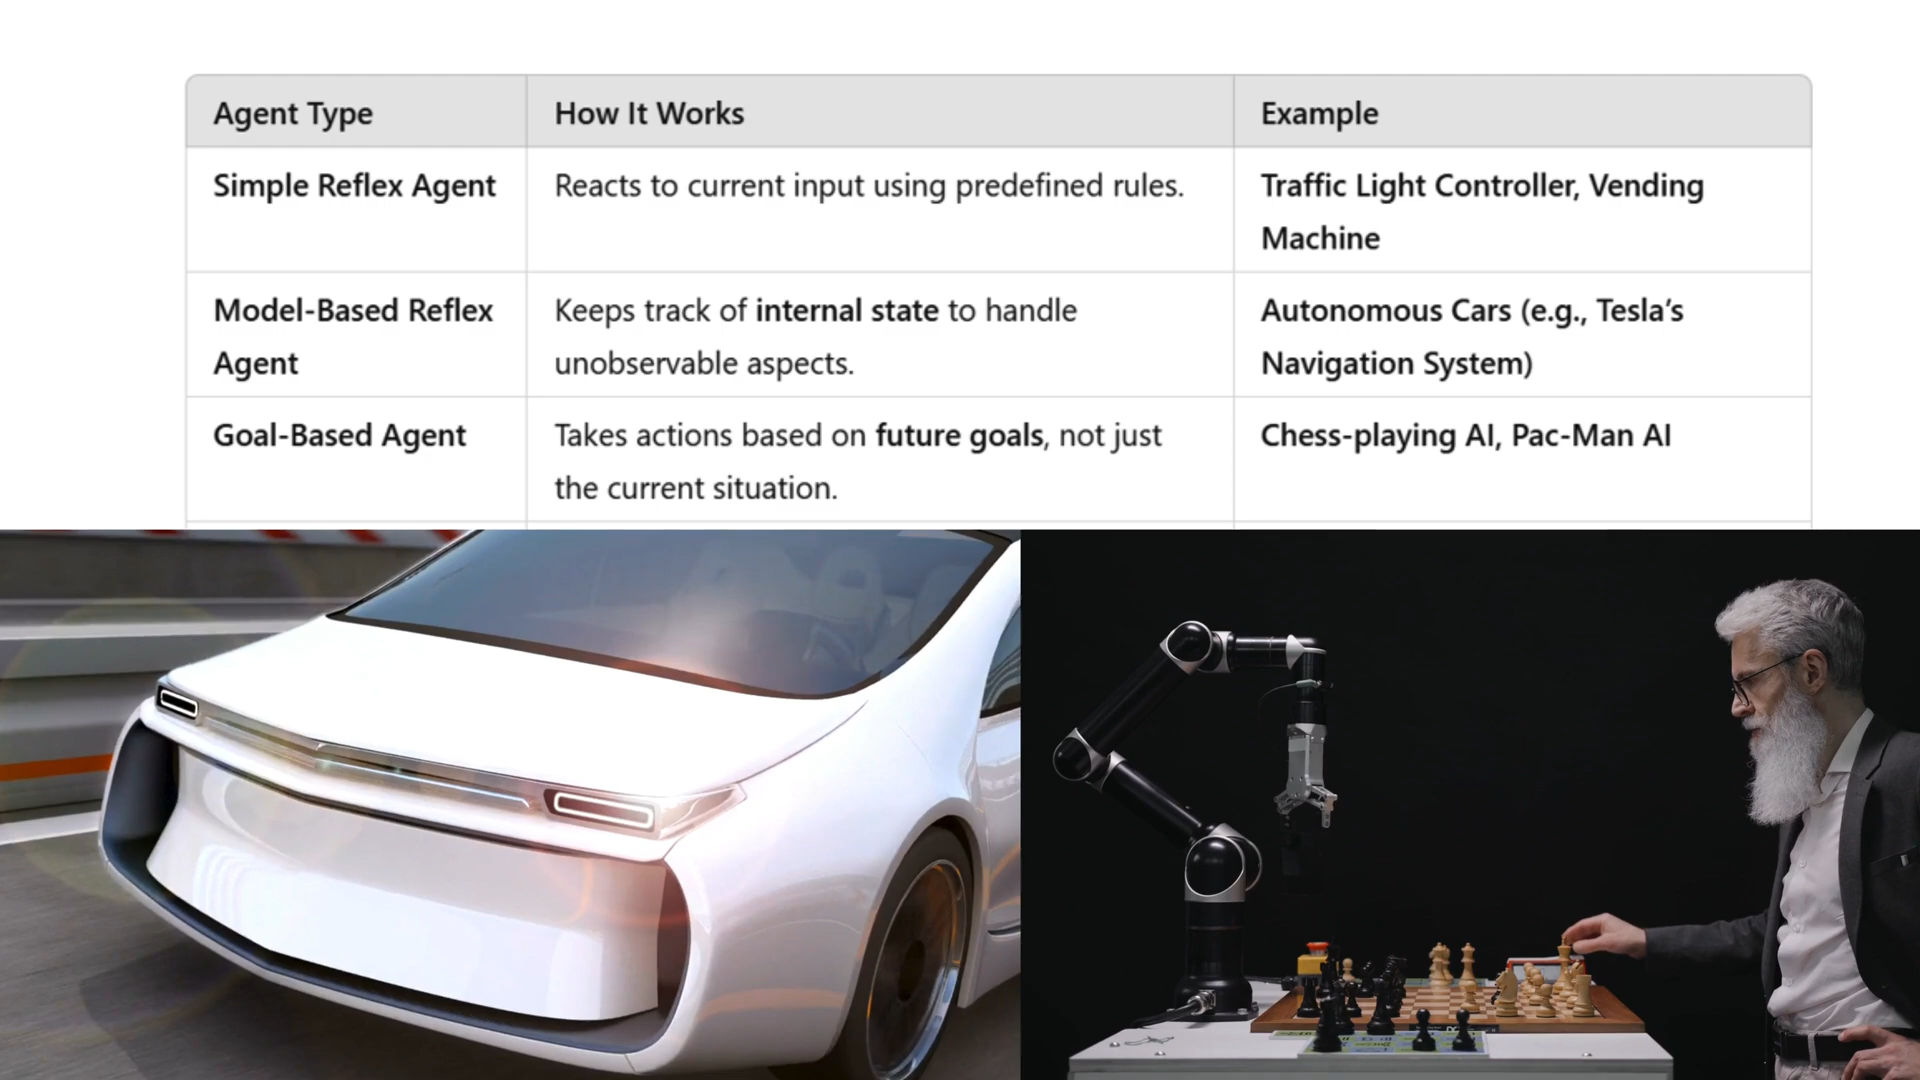 Agent Type
How It Works
Example
Simple Reflex Agent
Reacts to current input using predefined rules.
Traffic Light Controller, Vending
Machine
Model-Based Reflex
Agent
Keeps track of internal state to handle
unobservable aspects.
Autonomous Cars (e.g., Tesla’s
Navigation System)
Goal-Based Agent
Takes actions based on future goals, not just
the current situation.
Chess-playing AI, Pac-Man AI